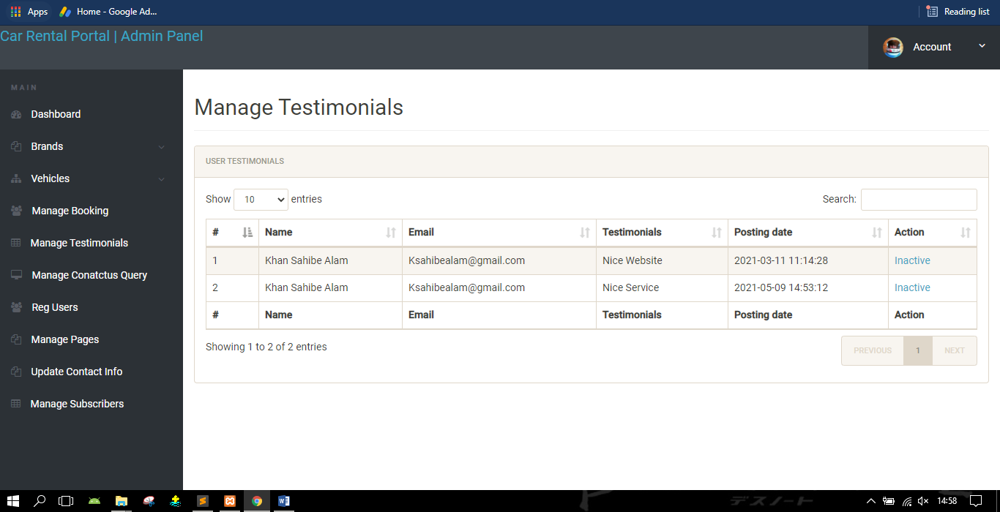 Apps Home - Google Ad... Reading list
Car Rental Portal | Admin Panel
Account
MAIN
Dashboard
Brands
Vehicles
Manage Booking
Manage Testimonials
Manage Conatctus Query
Reg Users
Manage Pages
Update Contact Info
Manage Subscribers
Manage Testimonials
USER TESTIMONIALS
Show 10 entries Search:
# Name Email Testimonials Posting date Action
1 Khan Sahibe Alam Ksahibealam@gmail.com Nice Website 2021-03-11 11:14:28 Inactive
2 Khan Sahibe Alam Ksahibealam@gmail.com Nice Service 2021-05-09 14:53:12 Inactive
# Name Email Testimonials Posting date Action
Showing 1 to 2 of 2 entries
PREVIOUS 1 NEXT
デスノート
14:58